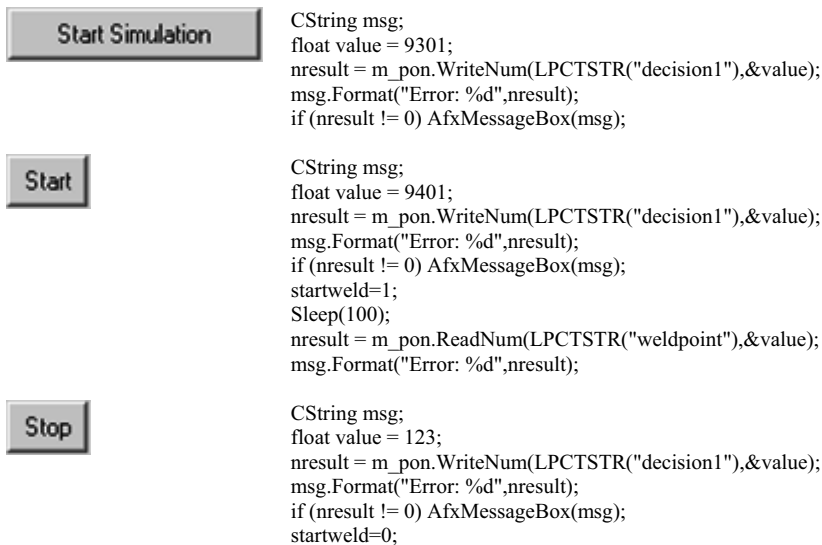 Start Simulation
CString msg;
float value = 9301;
nresult = m_pon.WriteNum(LPCTSTR("decision1"),&value);
msg.Format("Error: %d",nresult);
if (nresult != 0) AfxMessageBox(msg);
Start
CString msg;
float value = 9401;
nresult = m_pon.WriteNum(LPCTSTR("decision1"),&value);
msg.Format("Error: %d",nresult);
if (nresult != 0) AfxMessageBox(msg);
startweld=1;
Sleep(100);
nresult = m_pon.ReadNum(LPCTSTR("weldpoint"),&value);
msg.Format("Error: %d",nresult);
Stop
CString msg;
float value = 123;
nresult = m_pon.WriteNum(LPCTSTR("decision1"),&value);
msg.Format("Error: %d",nresult);
if (nresult != 0) AfxMessageBox(msg);
startweld=0;